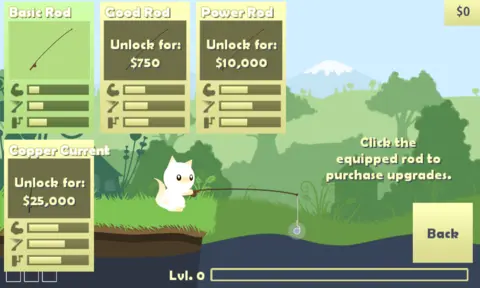 Basic Rod
Good Rod
Power Rod
$0
Unlock for:
$750
Unlock for:
$10,000
Copper Current
Unlock for:
$25,000
Click the
equipped rod to
purchase upgrades.
Back
Lvl. 0